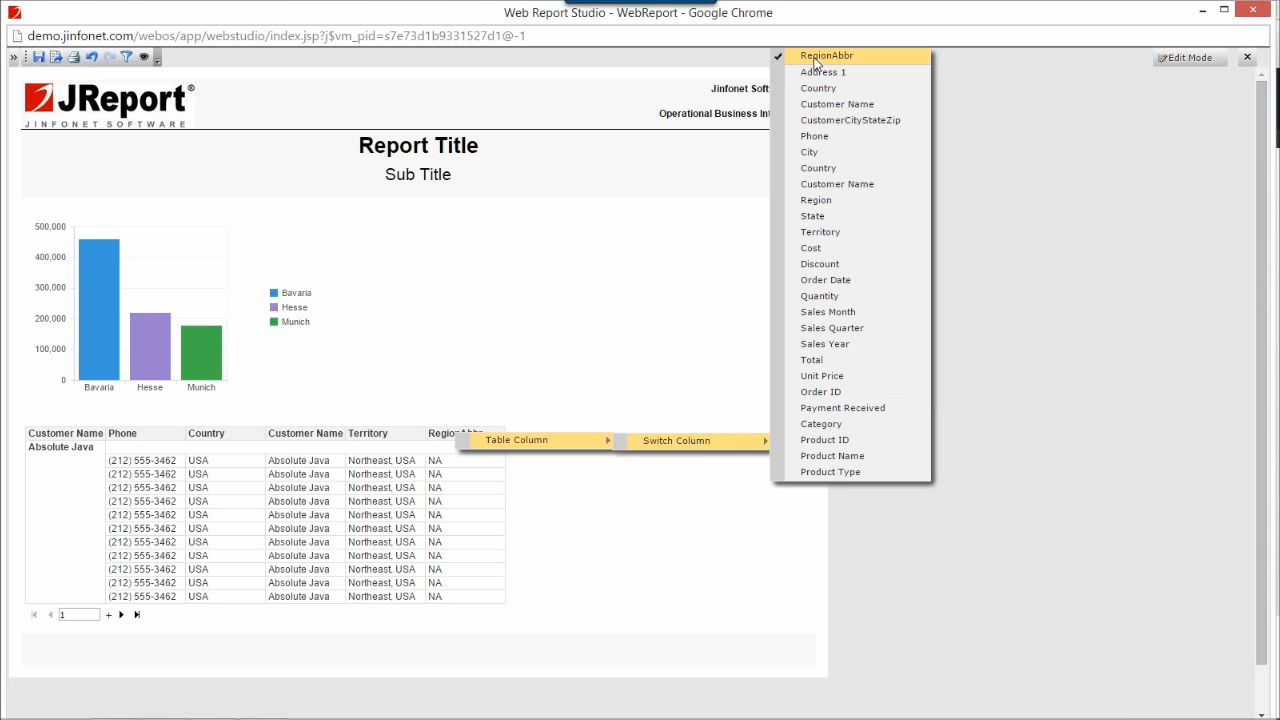 Web Report Studio - WebReport - Google Chrome
demo.jinfonet.com/webos/app/webstudio/index.jsp?j$vm_pid=s7e73d1b9331527d1@-1
» Edit Mode
JReport®
JINFONET SOFTWARE
Jinfonet Soft
Operational Business Int
Report Title
Sub Title
RegionAbbr
Address 1
Country
Customer Name
CustomerCityStateZip
Phone
City
Country
Customer Name
Region
State
Territory
Cost
Discount
Order Date
Quantity
Sales Month
Sales Quarter
Sales Year
Total
Unit Price
Order ID
Payment Received
Category
Product ID
Product Name
Product Type
500,000
400,000
300,000
200,000
100,000
0
Bavaria Hesse Munich
Bavaria
Hesse
Munich
Table Column
Switch Column
Customer Name Phone Country Customer Name Territory RegionAbbr
Absolute Java
(212) 555-3462 USA Absolute Java Northeast, USA NA
(212) 555-3462 USA Absolute Java Northeast, USA NA
(212) 555-3462 USA Absolute Java Northeast, USA NA
(212) 555-3462 USA Absolute Java Northeast, USA NA
(212) 555-3462 USA Absolute Java Northeast, USA NA
(212) 555-3462 USA Absolute Java Northeast, USA NA
(212) 555-3462 USA Absolute Java Northeast, USA NA
(212) 555-3462 USA Absolute Java Northeast, USA NA
(212) 555-3462 USA Absolute Java Northeast, USA NA
(212) 555-3462 USA Absolute Java Northeast, USA NA
(212) 555-3462 USA Absolute Java Northeast, USA NA
1 +